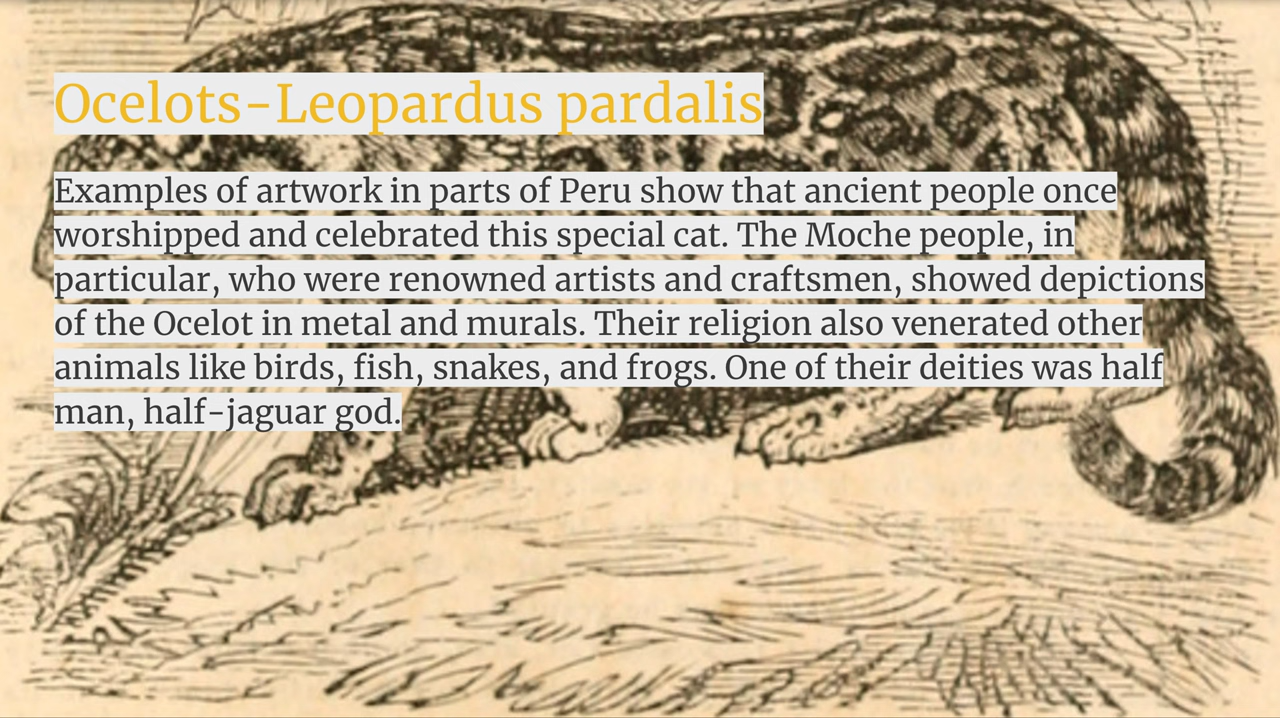 Ocelots-Leopardus pardalis
Examples of artwork in parts of Peru show that ancient people once
worshipped and celebrated this special cat. The Moche people, in
particular, who were renowned artists and craftsmen, showed depictions
of the Ocelot in metal and murals. Their religion also venerated other
animals like birds, fish, snakes, and frogs. One of their deities was half
man, half-jaguar god.